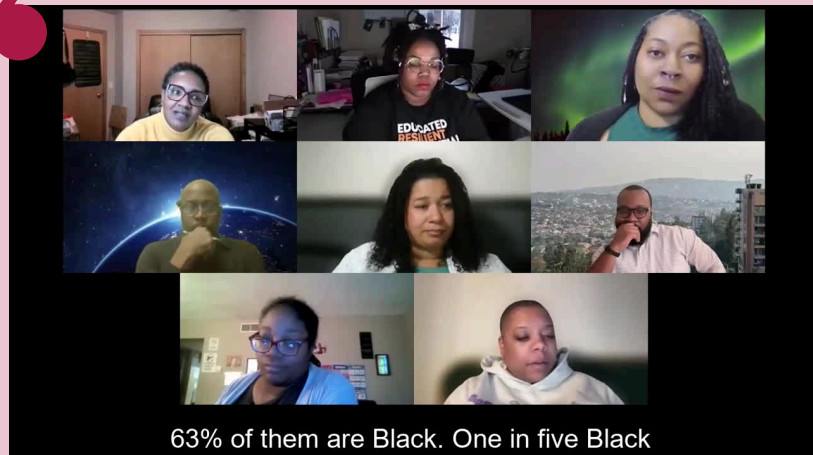 EDUCATED
RESILIENT
63% of them are Black. One in five Black